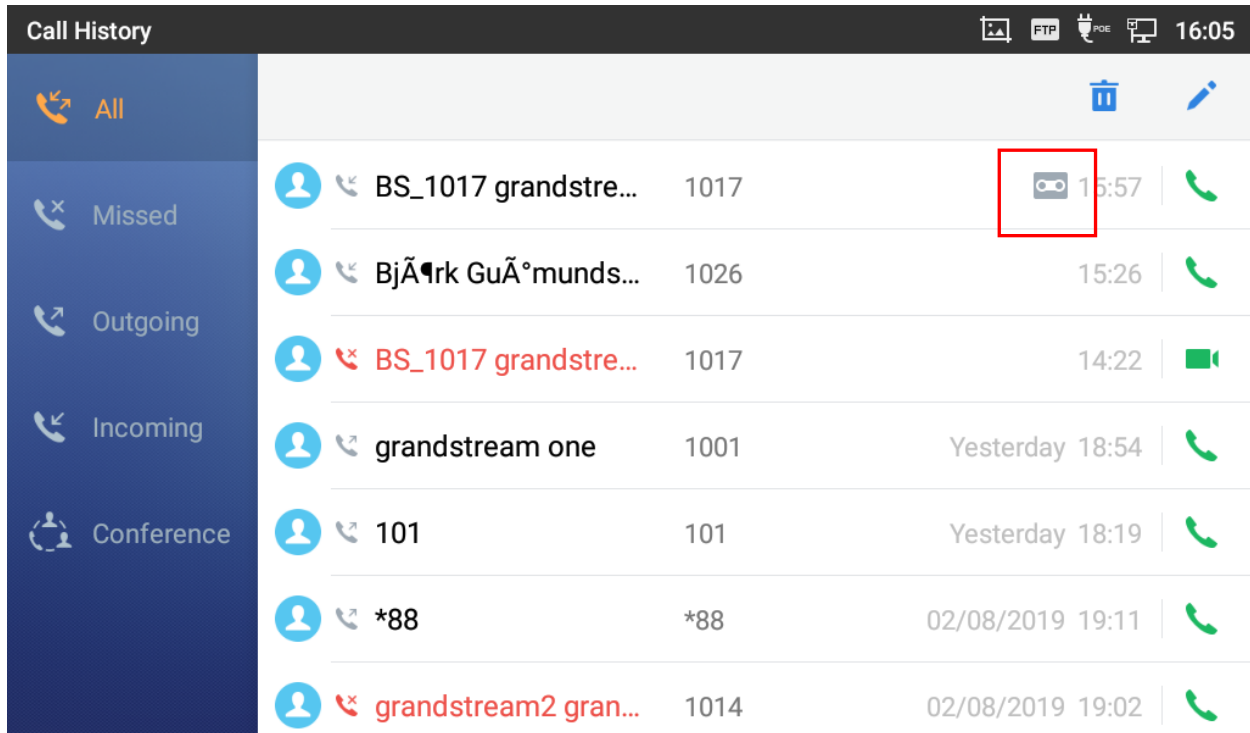 Call History FTP POE 16:05
All
Missed
Outgoing
Incoming
Conference
BS_1017 grandstre... 1017 15:57
BjÃ¶rk GuÃ°munds... 1026 15:26
BS_1017 grandstre... 1017 14:22
grandstream one 1001 Yesterday 18:54
101 101 Yesterday 18:19
*88 *88 02/08/2019 19:11
grandstream2 gran... 1014 02/08/2019 19:02